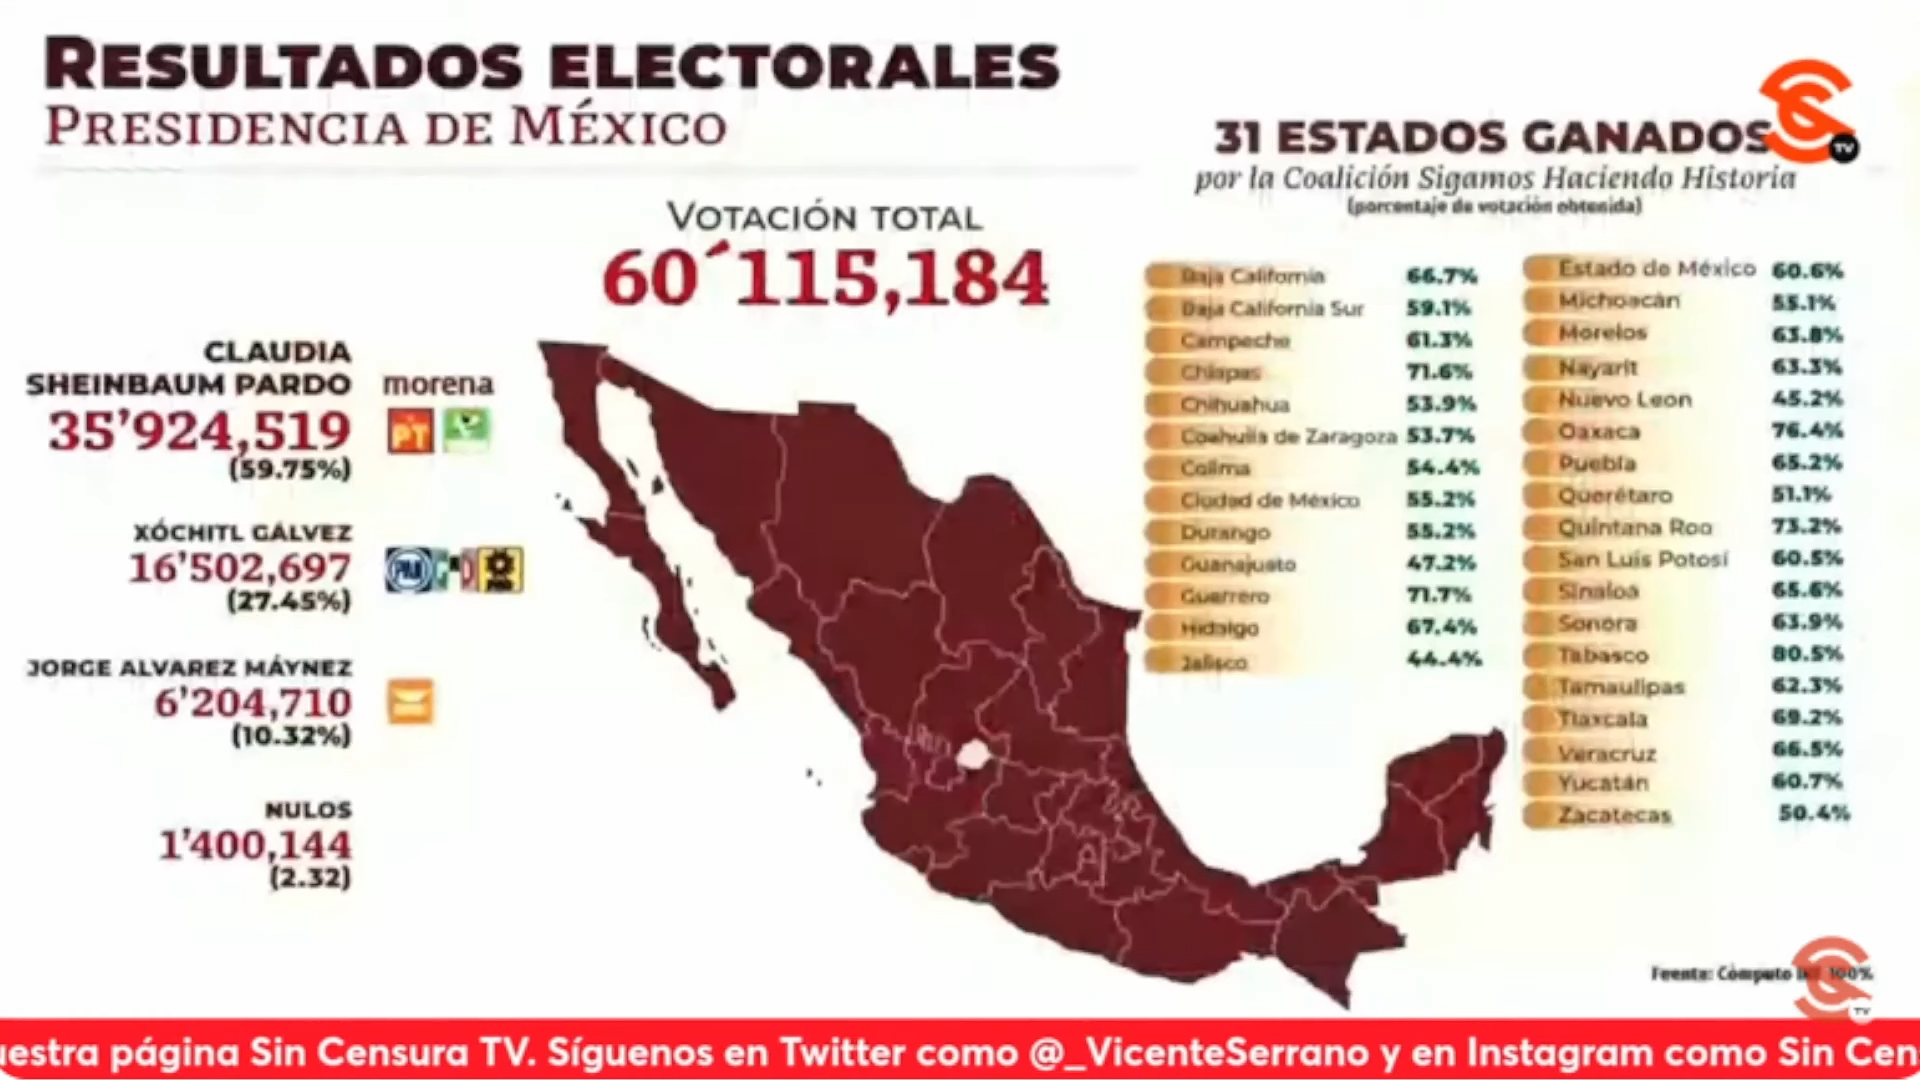 RESULTADOS ELECTORALES
PRESIDENCIA DE MÉXICO
VOTACIÓN TOTAL
60´115,184
CLAUDIA
SHEINBAUM PARDO
35’924,519
(59.75%)
morena
PT
XÓCHITL GÁLVEZ
16’502,697
(27.45%)
PAN
PRD
JORGE ALVAREZ MÁYNEZ
6’204,710
(10.32%)
NULOS
1’400,144
(2.32)
31 ESTADOS GANADOS
por la Coalición Sigamos Haciendo Historia
(porcentaje de votación obtenida)
Baja California 66.7%
Baja California Sur 59.1%
Campeche 61.3%
Chiapas 71.6%
Chihuahua 53.9%
Coahuila de Zaragoza 53.7%
Colima 54.4%
Ciudad de México 55.2%
Durango 55.2%
Guanajuato 47.2%
Guerrero 71.7%
Hidalgo 67.4%
Jalisco 44.4%
Estado de México 60.6%
Michoacán 55.1%
Morelos 63.8%
Nayarit 63.3%
Nuevo Leon 45.2%
Oaxaca 76.4%
Puebla 65.2%
Querétaro 51.1%
Quintana Roo 73.2%
San Luis Potosí 60.5%
Sinaloa 65.6%
Sonora 63.9%
Tabasco 80.5%
Tamaulipas 62.3%
Tlaxcala 69.2%
Veracruz 66.5%
Yucatán 60.7%
Zacatecas 50.4%
TV
Cómputo 100%
TV
uestra página Sin Censura TV. Síguenos en Twitter como @_VicenteSerrano y en Instagram como Sin Cen